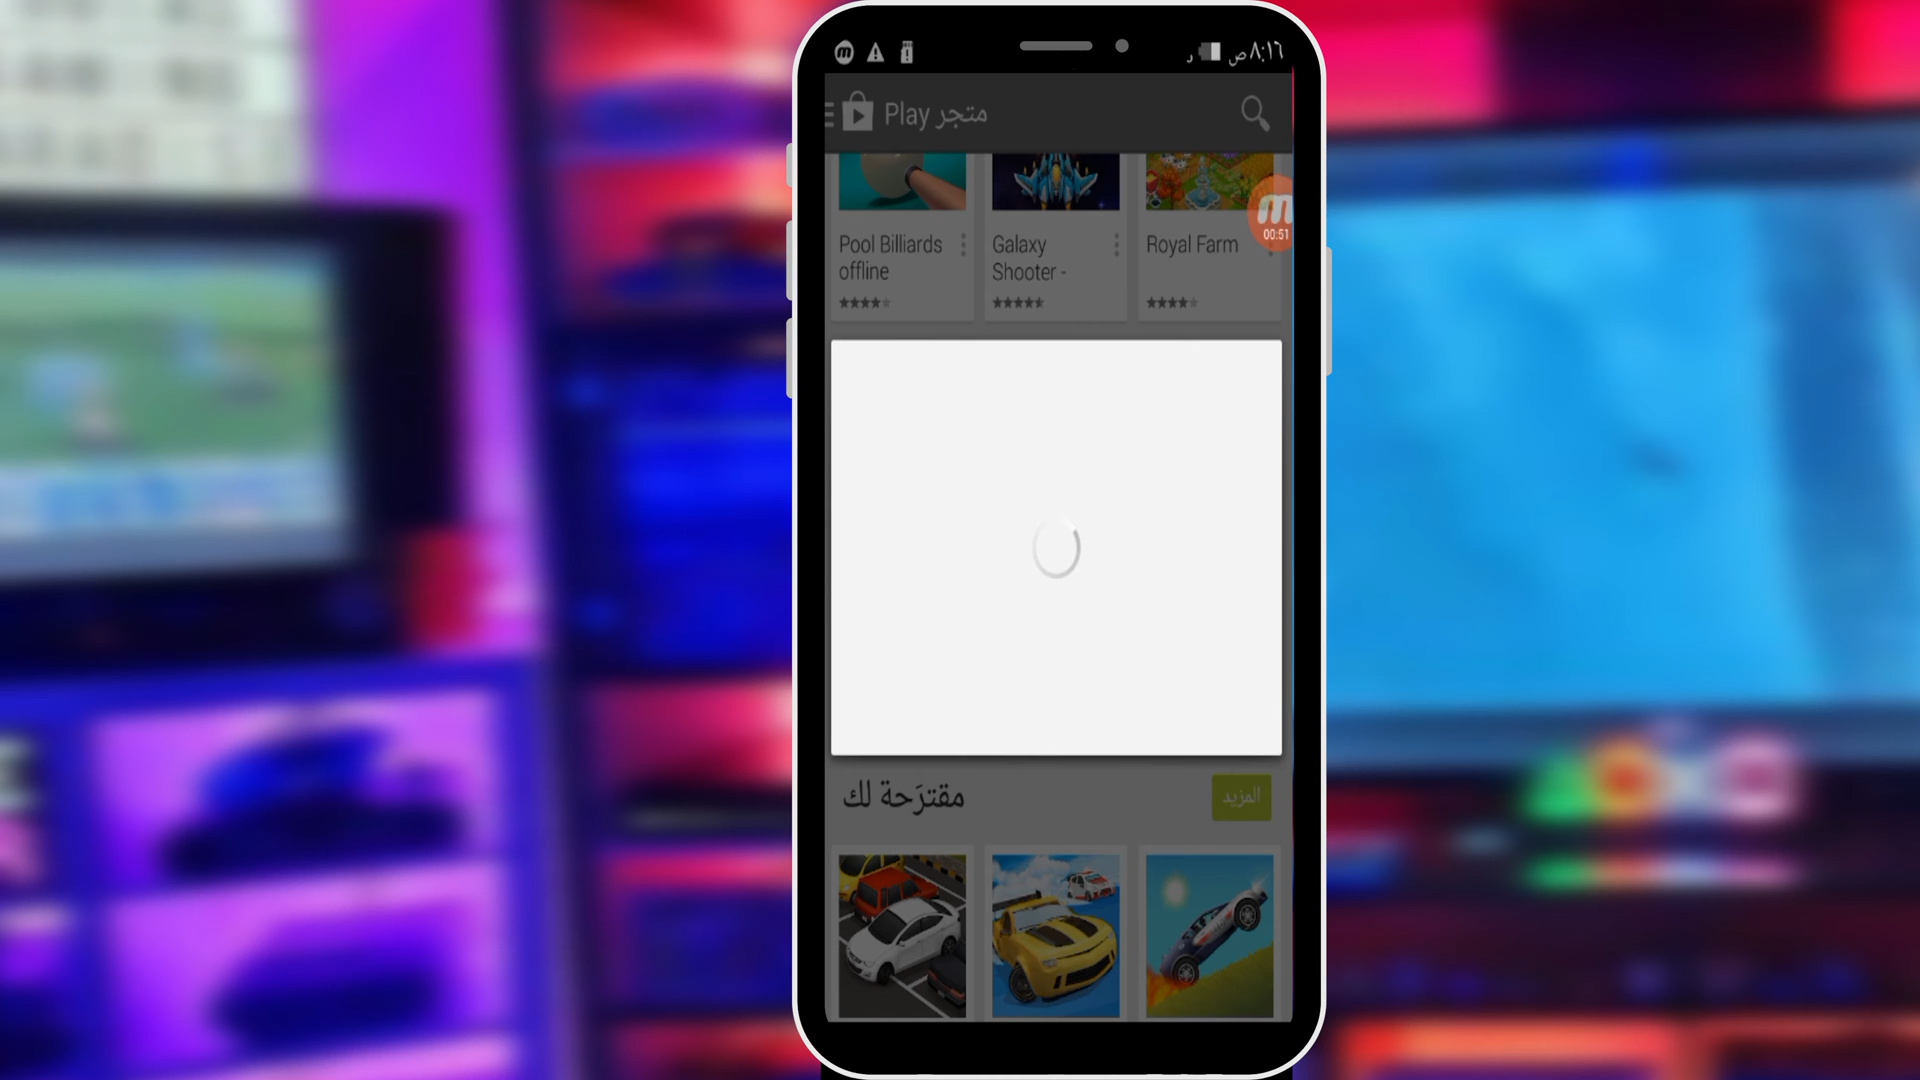 ٨:١٦ ص
متجر Play
00:51
Pool Billiards
offline
Galaxy
Shooter -
Royal Farm
مقترَحة لك
المزيد